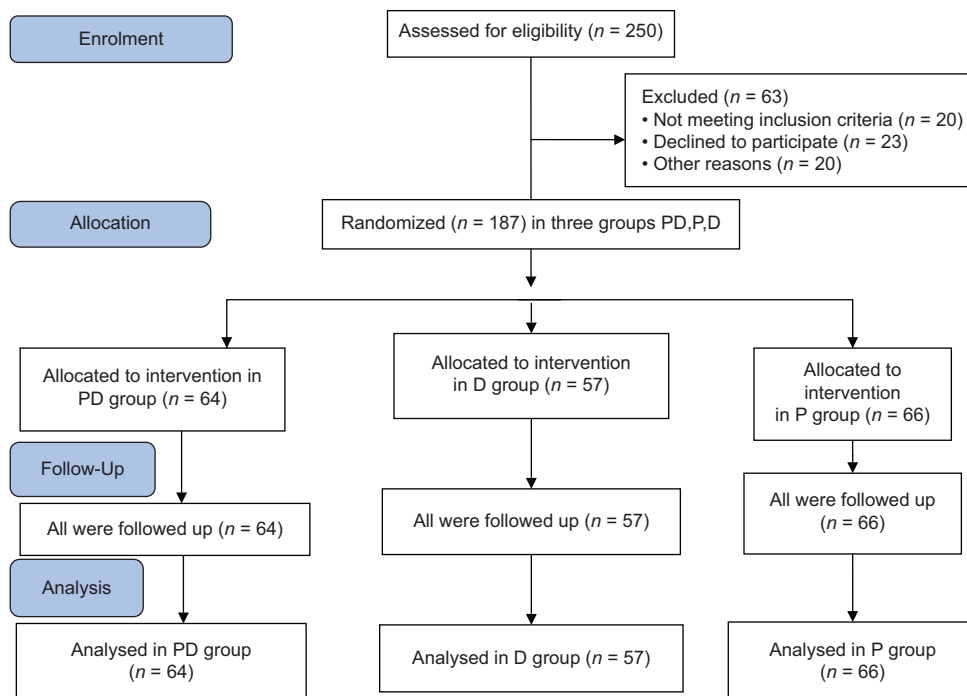 Enrolment
Assessed for eligibility (n = 250)
Excluded (n = 63)
• Not meeting inclusion criteria (n = 20)
• Declined to participate (n = 23)
• Other reasons (n = 20)
Allocation
Randomized (n = 187) in three groups PD,P,D
Allocated to intervention in
PD group (n = 64)
Allocated to intervention
in D group (n = 57)
Allocated to
intervention
in P group (n = 66)
Follow-Up
All were followed up (n = 64)
All were followed up (n = 57)
All were followed up
(n = 66)
Analysis
Analysed in PD group
(n = 64)
Analysed in D group (n = 57)
Analysed in P group
(n = 66)